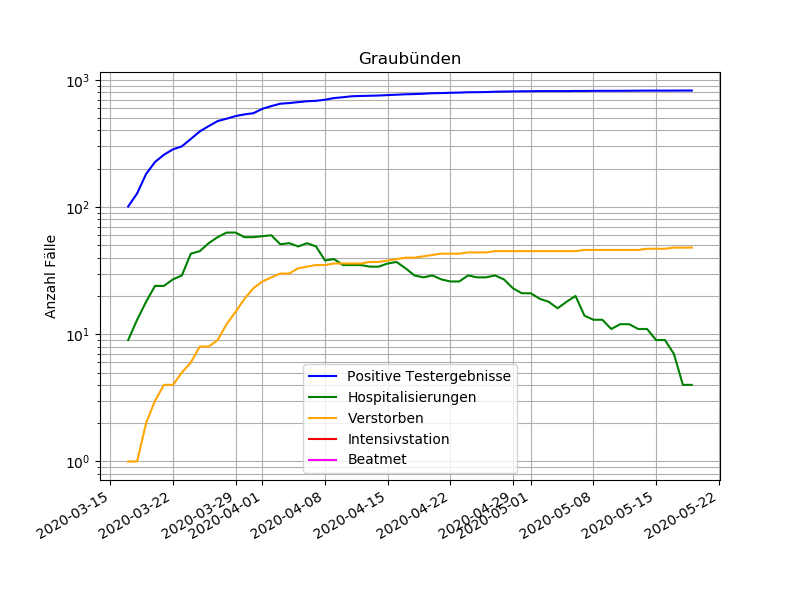 Graubünden
Anzahl Fälle
10³
10²
10¹
10⁰
Positive Testergebnisse
Hospitalisierungen
Verstorben
Intensivstation
Beatmet
2020-03-15
2020-03-22
2020-03-29
2020-04-01
2020-04-08
2020-04-15
2020-04-22
2020-04-29
2020-05-01
2020-05-08
2020-05-15
2020-05-22